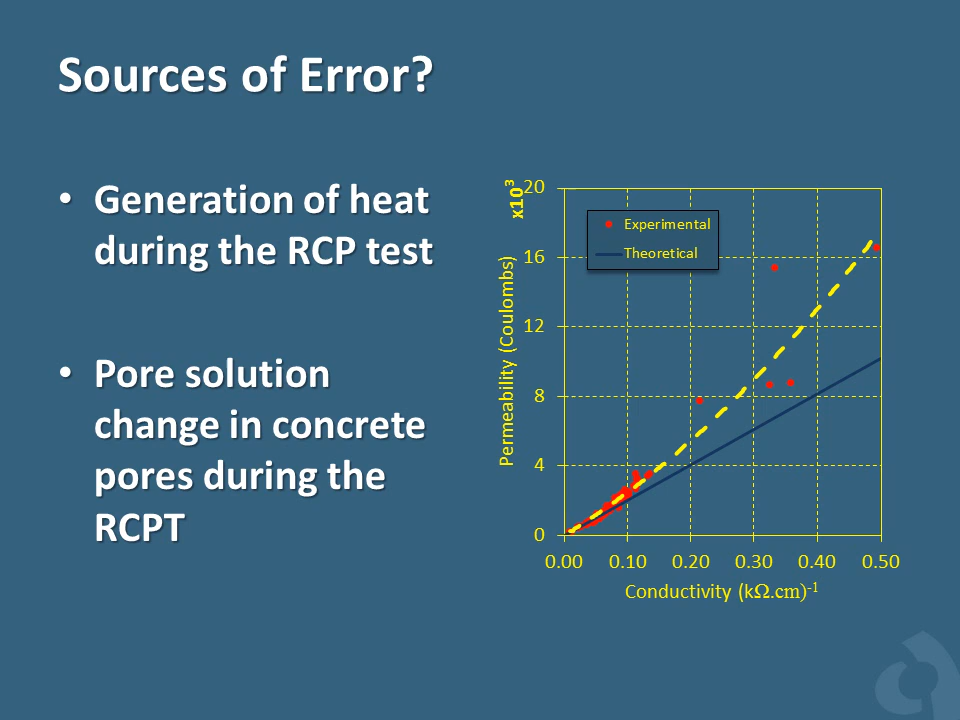 Sources of Error?
• Generation of heat
during the RCP test
• Pore solution
change in concrete
pores during the
RCPT
x10³
Permeability (Coulombs)
20
16
12
8
4
0
Experimental
Theoretical
0.00 0.10 0.20 0.30 0.40 0.50
Conductivity (kΩ.cm)⁻¹